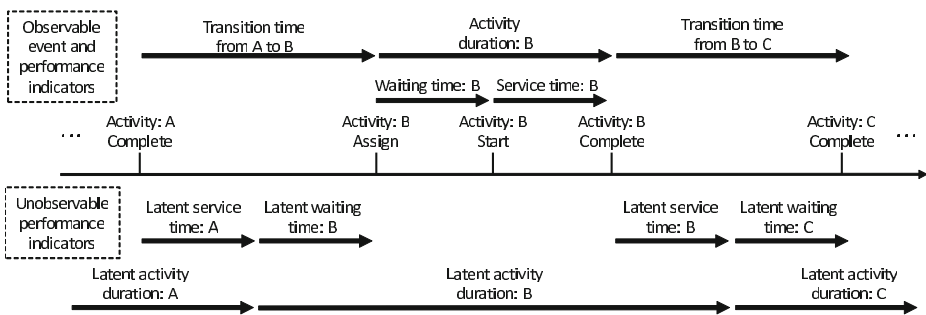 Observable
event and
performance
indicators
Transition time
from A to B
Activity
duration: B
Transition time
from B to C
Waiting time: B
Service time: B
...
Activity: A
Complete
Activity: B
Assign
Activity: B
Start
Activity: B
Complete
Activity: C
Complete
...
Unobservable
performance
indicators
Latent service
time: A
Latent waiting
time: B
Latent service
time: B
Latent waiting
time: C
Latent activity
duration: A
Latent activity
duration: B
Latent activity
duration: C